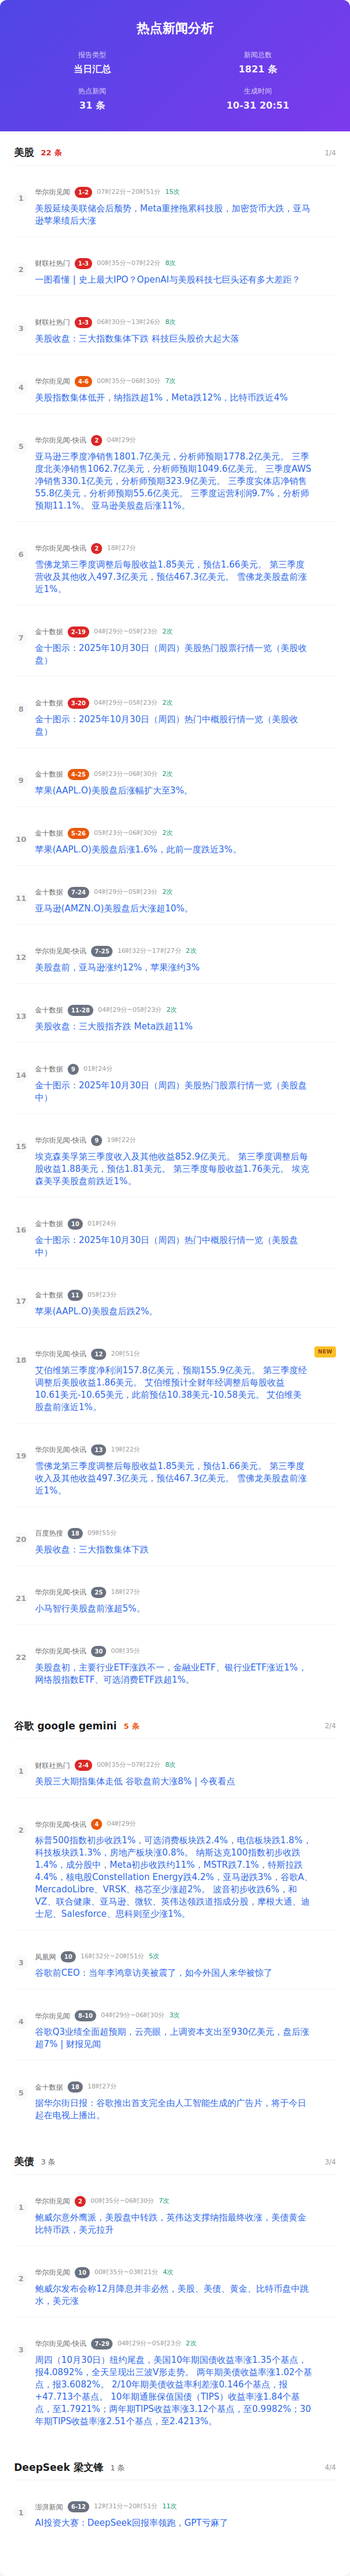 热点新闻分析
报告类型
当日汇总
新闻总数
1821 条
热点新闻
31 条
生成时间
10-31 20:51
美股 22 条 1/4
1
华尔街见闻 1-2 07时22分~20时51分 15次
美股延续美联储会后颓势，Meta重挫拖累科技股，加密货币大跌，亚马
逊苹果绩后大涨
2
财联社热门 1-3 00时35分~07时22分 8次
一图看懂 | 史上最大IPO？OpenAI与美股科技七巨头还有多大差距？
3
财联社热门 1-3 06时30分~13时26分 8次
美股收盘：三大指数集体下跌 科技巨头股价大起大落
4
华尔街见闻 4-6 00时35分~06时30分 7次
美股指数集体低开，纳指跌超1%，Meta跌12%，比特币跌近4%
5
华尔街见闻-快讯 2 04时29分
亚马逊三季度净销售1801.7亿美元，分析师预期1778.2亿美元。 三季
度北美净销售1062.7亿美元，分析师预期1049.6亿美元。 三季度AWS
净销售330.1亿美元，分析师预期323.9亿美元。 三季度实体店净销售
55.8亿美元，分析师预期55.6亿美元。 三季度运营利润9.7%，分析师
预期11.1%。 亚马逊美股盘后涨11%。
6
华尔街见闻-快讯 2 18时27分
雪佛龙第三季度调整后每股收益1.85美元，预估1.66美元。 第三季度
营收及其他收入497.3亿美元，预估467.3亿美元。 雪佛龙美股盘前涨
近1%。
7
金十数据 2-19 04时29分~05时23分 2次
金十图示：2025年10月30日（周四）美股热门股票行情一览（美股收
盘）
8
金十数据 3-20 04时29分~05时23分 2次
金十图示：2025年10月30日（周四）热门中概股行情一览（美股收
盘）
9
金十数据 4-25 05时23分~06时30分 2次
苹果(AAPL.O)美股盘后涨幅扩大至3%。
10
金十数据 5-26 05时23分~06时30分 2次
苹果(AAPL.O)美股盘后涨1.6%，此前一度跌近3%。
11
金十数据 7-24 04时29分~05时23分 2次
亚马逊(AMZN.O)美股盘后大涨超10%。
12
华尔街见闻-快讯 7-25 16时32分~17时27分 2次
美股盘前，亚马逊涨约12%，苹果涨约3%
13
金十数据 11-28 04时29分~05时23分 2次
美股收盘：三大股指齐跌 Meta跌超11%
14
金十数据 9 01时24分
金十图示：2025年10月30日（周四）美股热门股票行情一览（美股盘
中）
15
华尔街见闻-快讯 9 19时22分
埃克森美孚第三季度收入及其他收益852.9亿美元。 第三季度调整后每
股收益1.88美元，预估1.81美元。 第三季度每股收益1.76美元。 埃克
森美孚美股盘前跌近1%。
16
金十数据 10 01时24分
金十图示：2025年10月30日（周四）热门中概股行情一览（美股盘
中）
17
金十数据 11 05时23分
苹果(AAPL.O)美股盘后跌2%。
18
华尔街见闻-快讯 12 20时51分 NEW
艾伯维第三季度净利润157.8亿美元，预期155.9亿美元。 第三季度经
调整后美股收益1.86美元。 艾伯维预计全财年经调整后每股收益
10.61美元-10.65美元，此前预估10.38美元-10.58美元。 艾伯维美
股盘前涨近1%。
19
华尔街见闻-快讯 13 19时22分
雪佛龙第三季度调整后每股收益1.85美元，预估1.66美元。 第三季度
收入及其他收益497.3亿美元，预估467.3亿美元。 雪佛龙美股盘前涨
近1%。
20
百度热搜 18 09时55分
美股收盘：三大指数集体下跌
21
华尔街见闻-快讯 25 18时27分
小马智行美股盘前涨超5%。
22
华尔街见闻-快讯 30 00时35分
美股盘初，主要行业ETF涨跌不一，金融业ETF、银行业ETF涨近1%，
网络股指数ETF、可选消费ETF跌超1%。
谷歌 google gemini 5 条 2/4
1
财联社热门 2-4 00时35分~07时22分 8次
美股三大期指集体走低 谷歌盘前大涨8% | 今夜看点
2
华尔街见闻-快讯 4 04时29分
标普500指数初步收跌1%，可选消费板块跌2.4%，电信板块跌1.8%，
科技板块跌1.3%，房地产板块涨0.8%。 纳斯达克100指数初步收跌
1.4%，成分股中，Meta初步收跌约11%，MSTR跌7.1%，特斯拉跌
4.4%，核电股Constellation Energy跌4.2%，亚马逊跌3%，谷歌A、
MercadoLibre、VRSK、格芯至少涨超2%。 波音初步收跌6%，和
VZ、联合健康、亚马逊、微软、英伟达领跌道指成分股，摩根大通、迪
士尼、Salesforce、思科则至少涨1%。
3
凤凰网 10 16时32分~20时51分 5次
谷歌前CEO：当年李鸿章访美被震了，如今外国人来华被惊了
4
华尔街见闻 8-10 04时29分~06时30分 3次
谷歌Q3业绩全面超预期，云亮眼，上调资本支出至930亿美元，盘后涨
超7% | 财报见闻
5
金十数据 18 18时27分
据华尔街日报：谷歌推出首支完全由人工智能生成的广告片，将于今日
起在电视上播出。
美债 3 条 3/4
1
华尔街见闻 2 00时35分~06时30分 7次
鲍威尔意外鹰派，美股盘中转跌，英伟达支撑纳指最终收涨，美债黄金
比特币跌，美元拉升
2
华尔街见闻 10 00时35分~03时21分 4次
鲍威尔发布会称12月降息并非必然，美股、美债、黄金、比特币盘中跳
水，美元涨
3
华尔街见闻-快讯 7-29 04时29分~05时23分 2次
周四（10月30日）纽约尾盘，美国10年期国债收益率涨1.35个基点，
报4.0892%，全天呈现出三波V形走势。 两年期美债收益率涨1.02个基
点，报3.6082%。 2/10年期美债收益率利差涨0.146个基点，报
+47.713个基点。 10年期通胀保值国债（TIPS）收益率涨1.84个基
点，至1.7921%；两年期TIPS收益率涨3.12个基点，至0.9982%；30
年期TIPS收益率涨2.51个基点，至2.4213%。
DeepSeek 梁文锋 1 条 4/4
1
澎湃新闻 6-12 12时31分~20时51分 11次
AI投资大赛：DeepSeek回报率领跑，GPT亏麻了